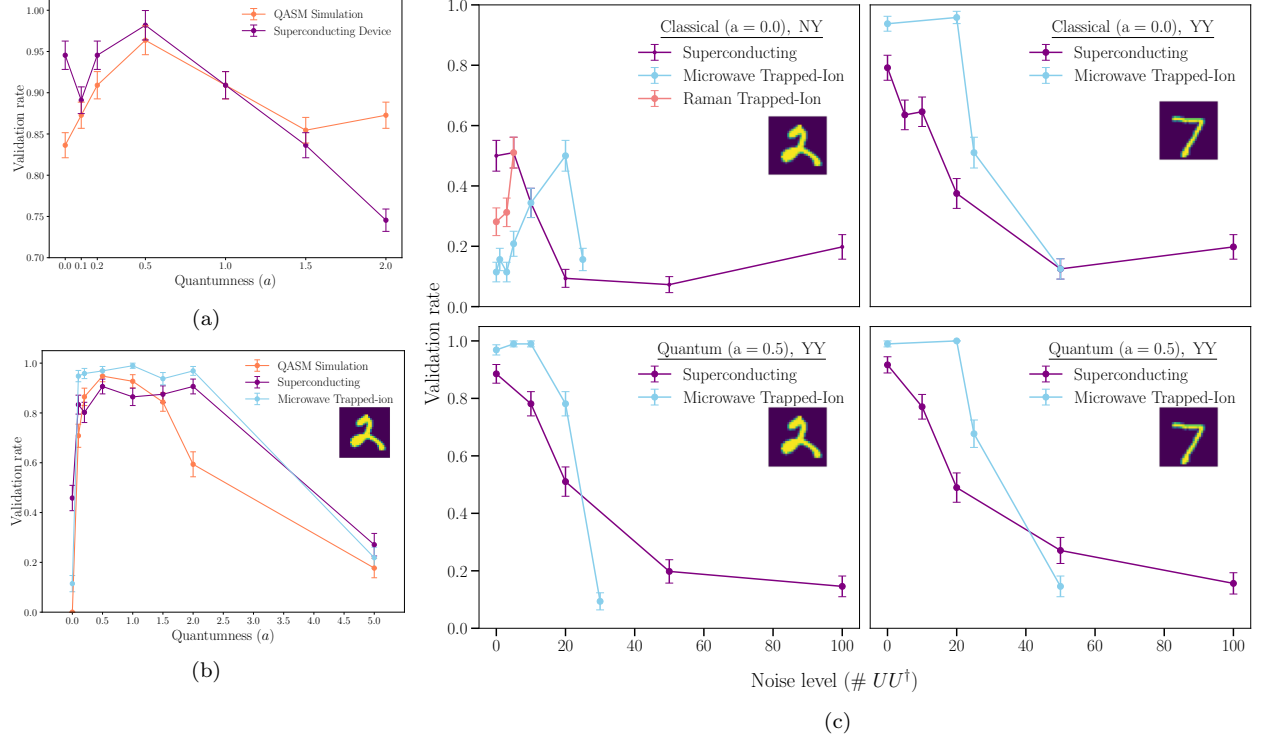 1.00
0.95
0.90
0.85
0.80
0.75
0.70
Validation rate
QASM Simulation
Superconducting Device
0.0 0.1 0.2 0.5 1.0 1.5 2.0
Quantumness (a)
(a)
1.0
0.8
0.6
0.4
0.2
0.0
Validation rate
QASM Simulation
Superconducting
Microwave Trapped-ion
0.0 0.5 1.0 1.5 2.0 2.5 3.0 3.5 4.0 4.5 5.0
Quantumness (a)
(b)
Validation rate
1.0
0.8
0.6
0.4
0.2
0.0
Classical (a = 0.0), NY
Superconducting
Microwave Trapped-Ion
Raman Trapped-Ion
Classical (a = 0.0), YY
Superconducting
Microwave Trapped-Ion
1.0
0.8
0.6
0.4
0.2
0.0
Quantum (a = 0.5), YY
Superconducting
Microwave Trapped-Ion
0 20 40 60 80 100
Quantum (a = 0.5), YY
Superconducting
Microwave Trapped-Ion
0 20 40 60 80 100
Noise level (# UU†)
(c)